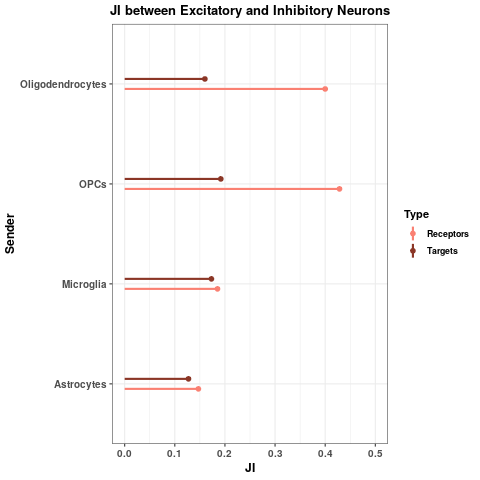 JI between Excitatory and Inhibitory Neurons
Sender
Oligodendrocytes
OPCs
Microglia
Astrocytes
0.0 0.1 0.2 0.3 0.4 0.5
JI
Type
Receptors
Targets